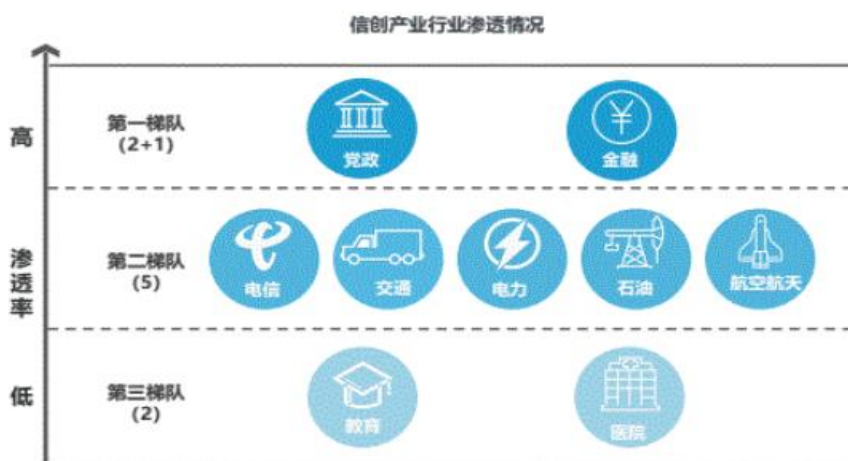 信创产业行业渗透情况
高
第一梯队
(2+1)
党政
金融
渗透率
第二梯队
(5)
电信
交通
电力
石油
航空航天
低
第三梯队
(2)
教育
医院